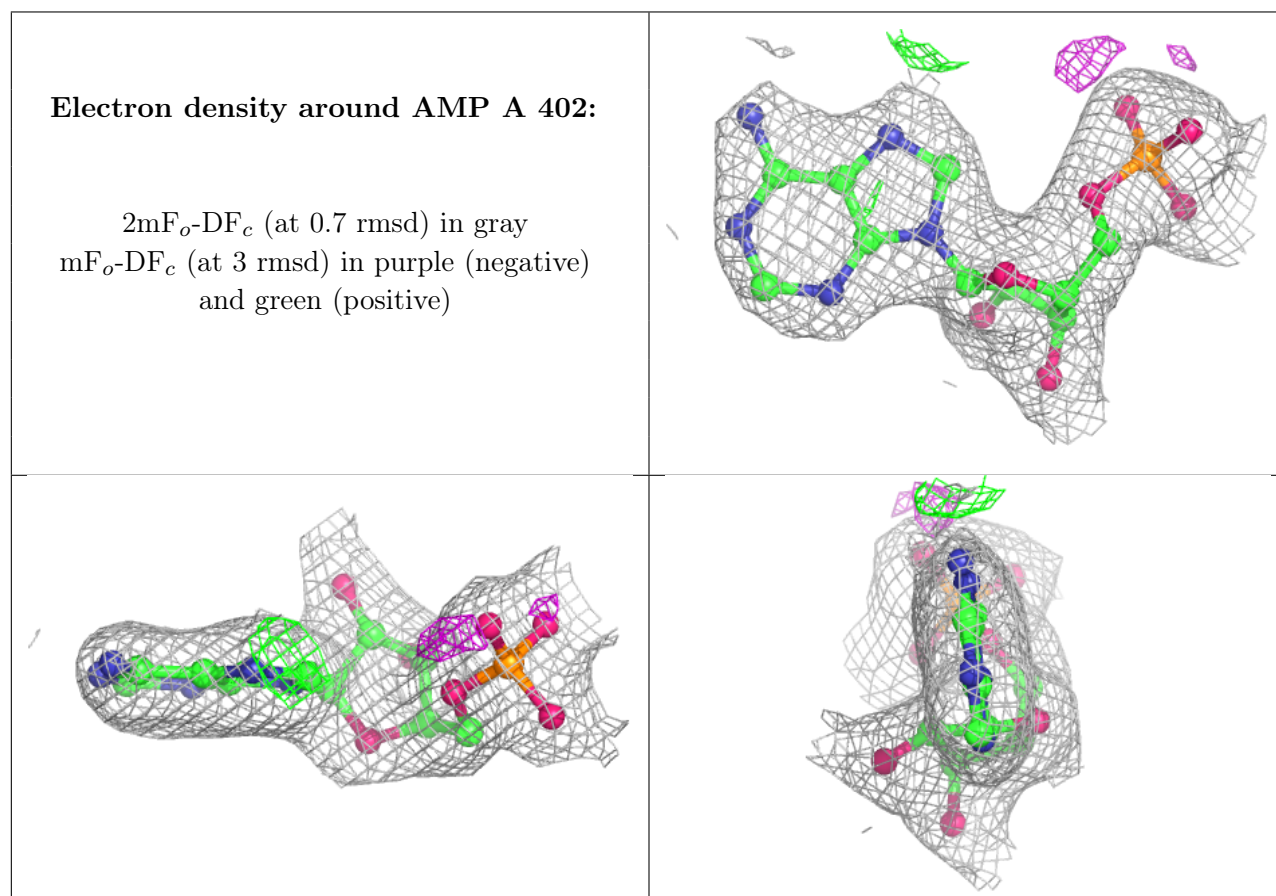 Electron density around AMP A 402:
2mFo-DFc (at 0.7 rmsd) in gray
mFo-DFc (at 3 rmsd) in purple (negative)
and green (positive)